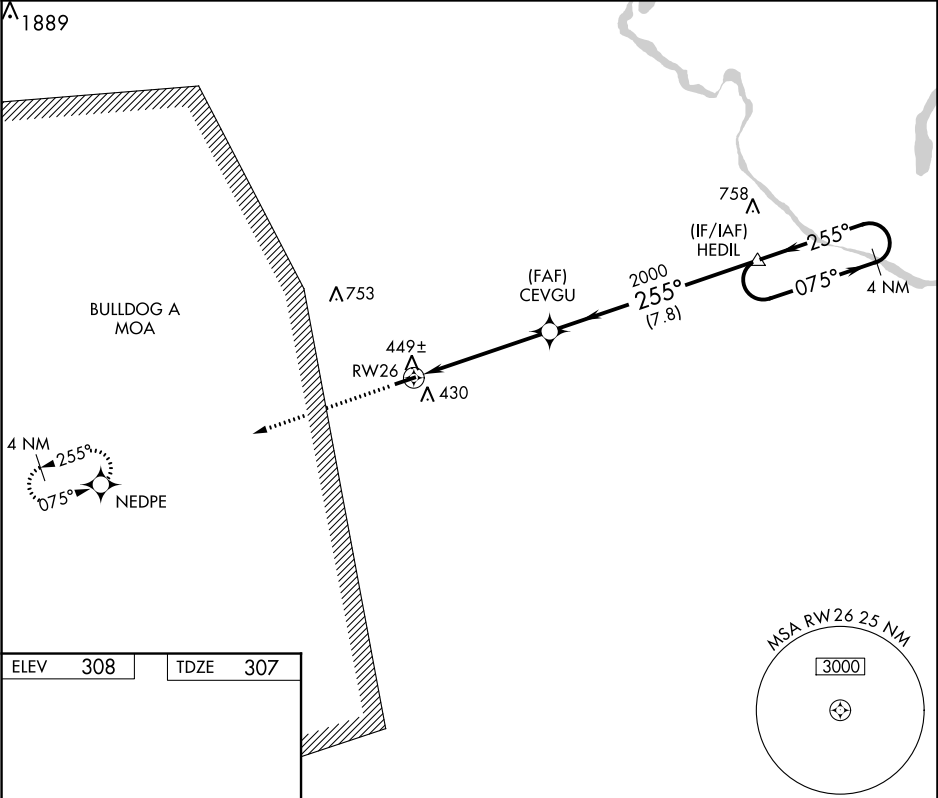 1889
758
(IF/IAF)
HEDIL
255°
075°
4 NM
(FAF)
CEVGU
2000
255°
(7.8)
BULLDOG A
MOA
753
449±
RW26
430
4 NM
255°
075°
NEDPE
MSA RW26 25 NM
3000
ELEV 308
TDZE 307